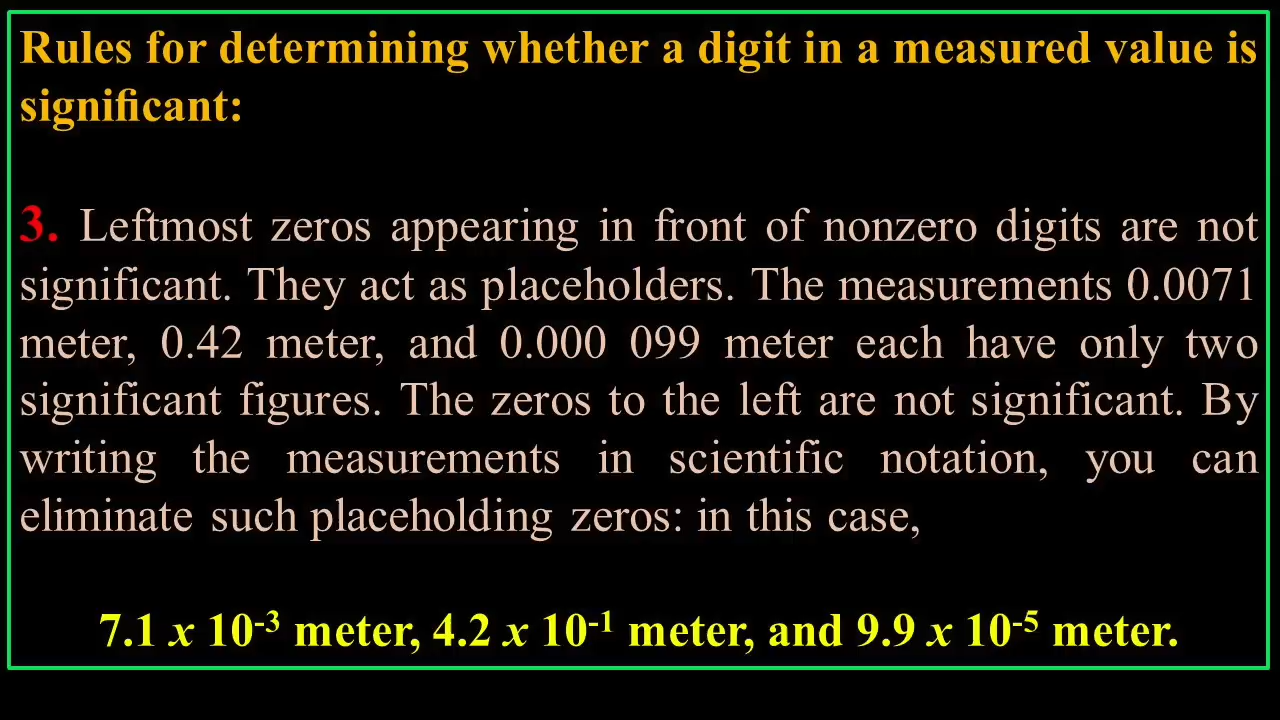 Rules for determining whether a digit in a measured value is
significant:
3. Leftmost zeros appearing in front of nonzero digits are not
significant. They act as placeholders. The measurements 0.0071
meter, 0.42 meter, and 0.000 099 meter each have only two
significant figures. The zeros to the left are not significant. By
writing the measurements in scientific notation, you can
eliminate such placeholding zeros: in this case,
7.1 x 10⁻³ meter, 4.2 x 10⁻¹ meter, and 9.9 x 10⁻⁵ meter.